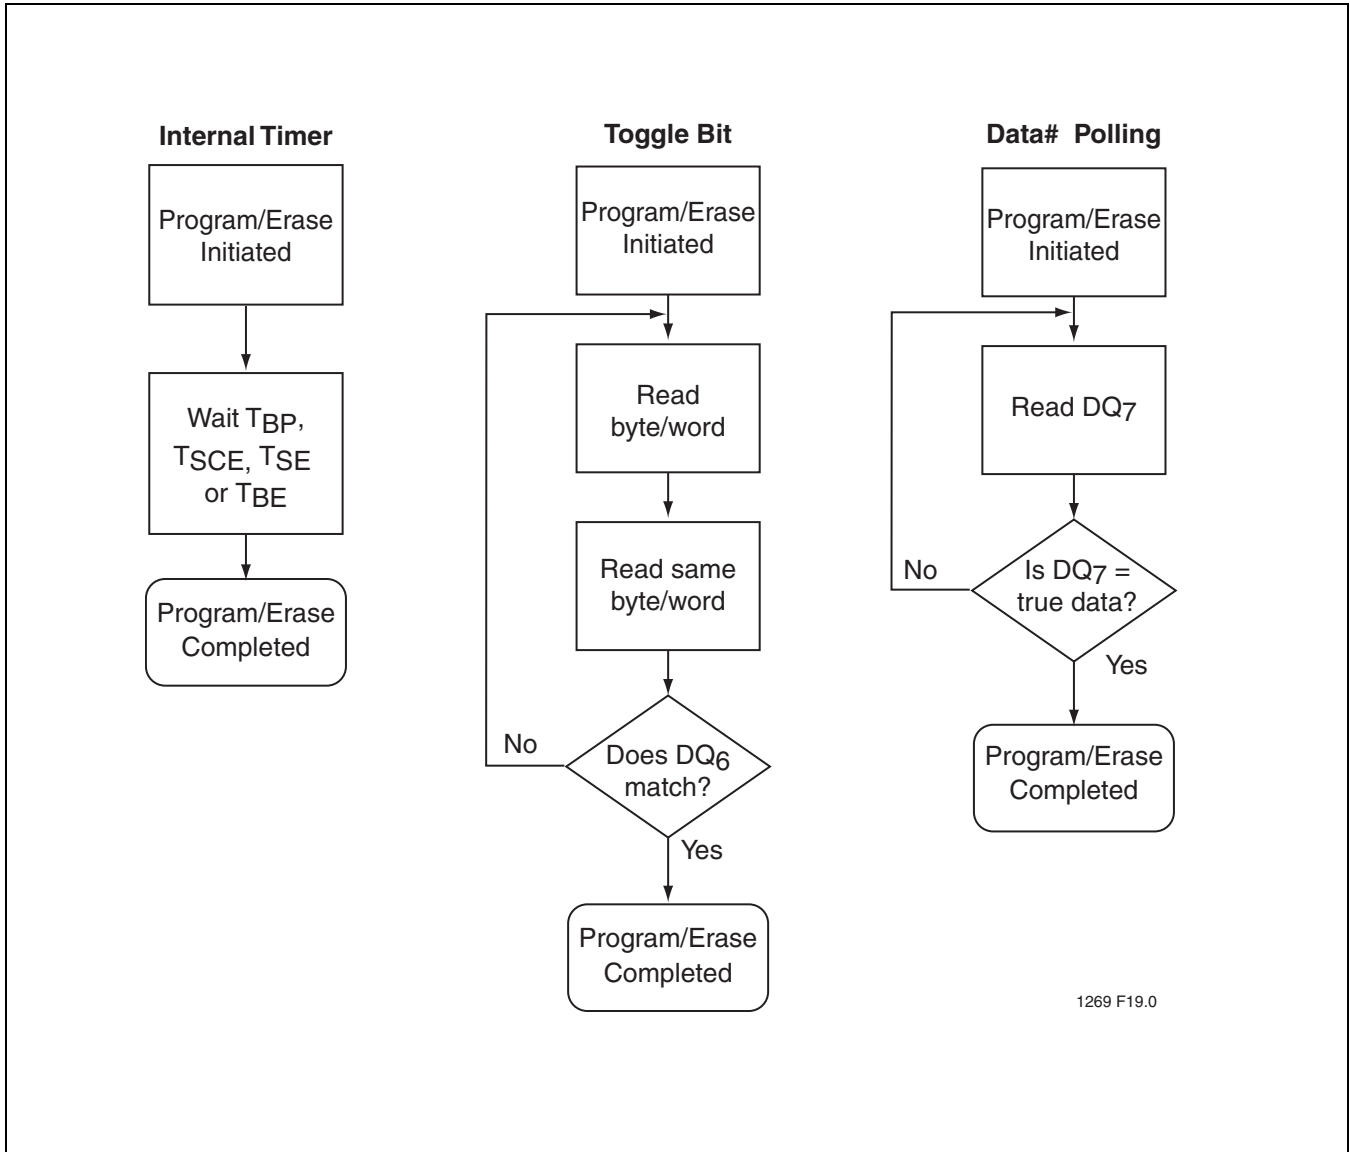 Internal Timer
Program/Erase
Initiated
Wait TBP,
TSCE, TSE
or TBE
Program/Erase
Completed
Toggle Bit
Program/Erase
Initiated
Read
byte/word
Read same
byte/word
No
Does DQ6
match?
Yes
Program/Erase
Completed
Data# Polling
Program/Erase
Initiated
Read DQ7
No
Is DQ7 =
true data?
Yes
Program/Erase
Completed
1269 F19.0